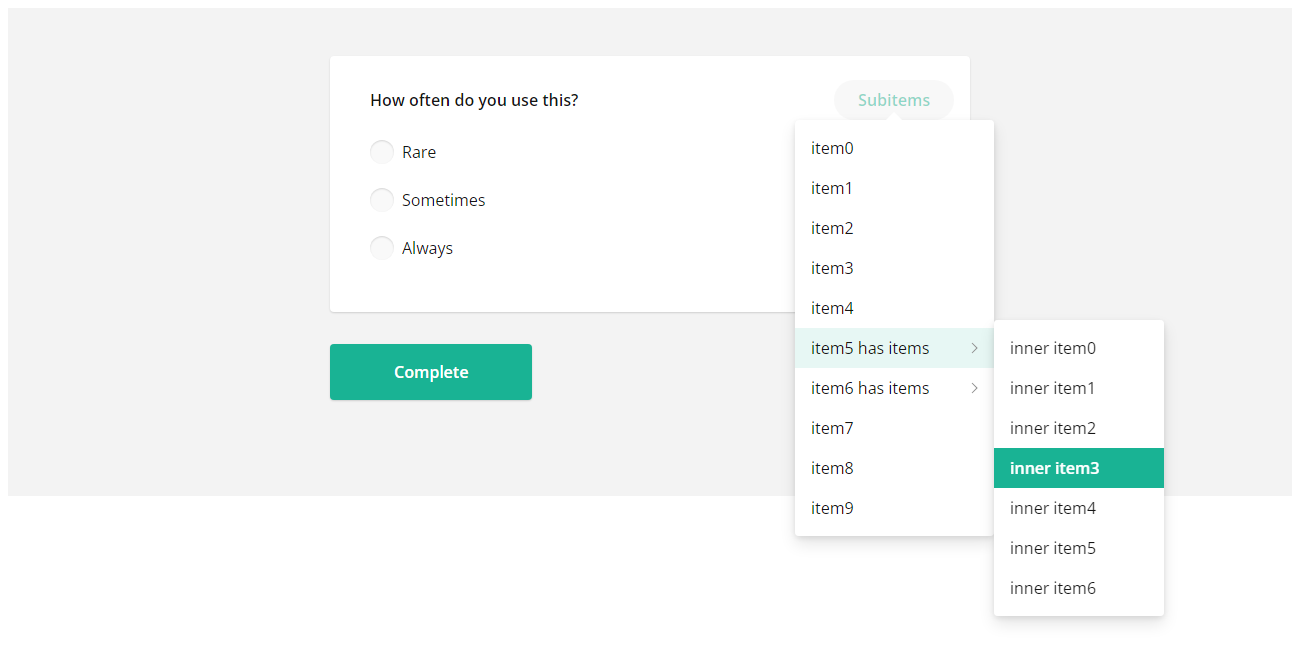 How often do you use this?
Subitems
Rare
Sometimes
Always
Complete
item0
item1
item2
item3
item4
item5 has items
item6 has items
item7
item8
item9
inner item0
inner item1
inner item2
inner item3
inner item4
inner item5
inner item6